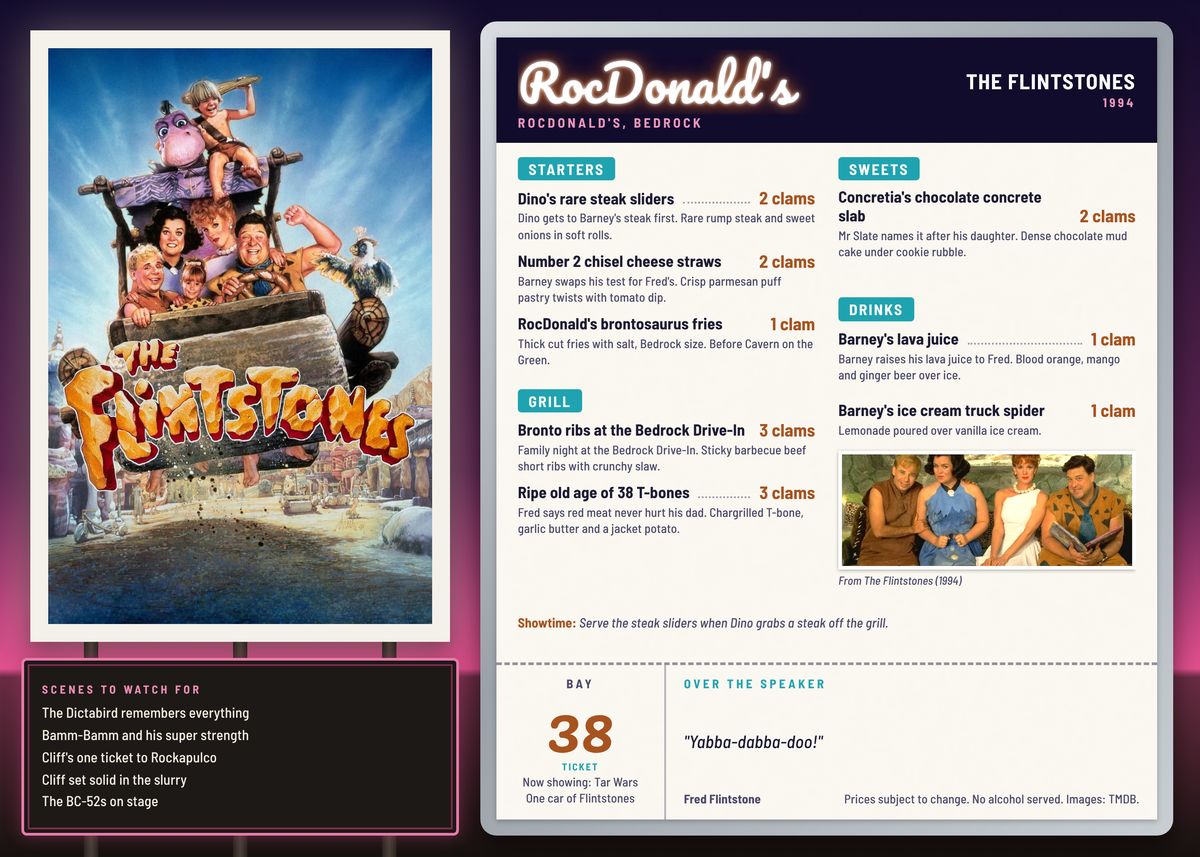 THE
FLINTSTONES
SCENES TO WATCH FOR
The Dictabird remembers everything
Bamm-Bamm and his super strength
Cliff's one ticket to Rockapulco
Cliff set solid in the slurry
The BC-52s on stage
RocDonald's
ROCDONALD'S, BEDROCK
THE FLINTSTONES
1994
STARTERS
Dino's rare steak sliders 2 clams
Dino gets to Barney's steak first. Rare rump steak and sweet
onions in soft rolls.
Number 2 chisel cheese straws 2 clams
Barney swaps his test for Fred's. Crisp parmesan puff
pastry twists with tomato dip.
RocDonald's brontosaurus fries 1 clam
Thick cut fries with salt, Bedrock size. Before Cavern on the
Green.
GRILL
Bronto ribs at the Bedrock Drive-In 3 clams
Family night at the Bedrock Drive-In. Sticky barbecue beef
short ribs with crunchy slaw.
Ripe old age of 38 T-bones 3 clams
Fred says red meat never hurt his dad. Chargrilled T-bone,
garlic butter and a jacket potato.
SWEETS
Concretia's chocolate concrete
slab 2 clams
Mr Slate names it after his daughter. Dense chocolate mud
cake under cookie rubble.
DRINKS
Barney's lava juice 1 clam
Barney raises his lava juice to Fred. Blood orange, mango
and ginger beer over ice.
Barney's ice cream truck spider 1 clam
Lemonade poured over vanilla ice cream.
From The Flintstones (1994)
Showtime: Serve the steak sliders when Dino grabs a steak off the grill.
BAY
38
TICKET
Now showing: Tar Wars
One car of Flintstones
OVER THE SPEAKER
"Yabba-dabba-doo!"
Fred Flintstone
Prices subject to change. No alcohol served. Images: TMDB.